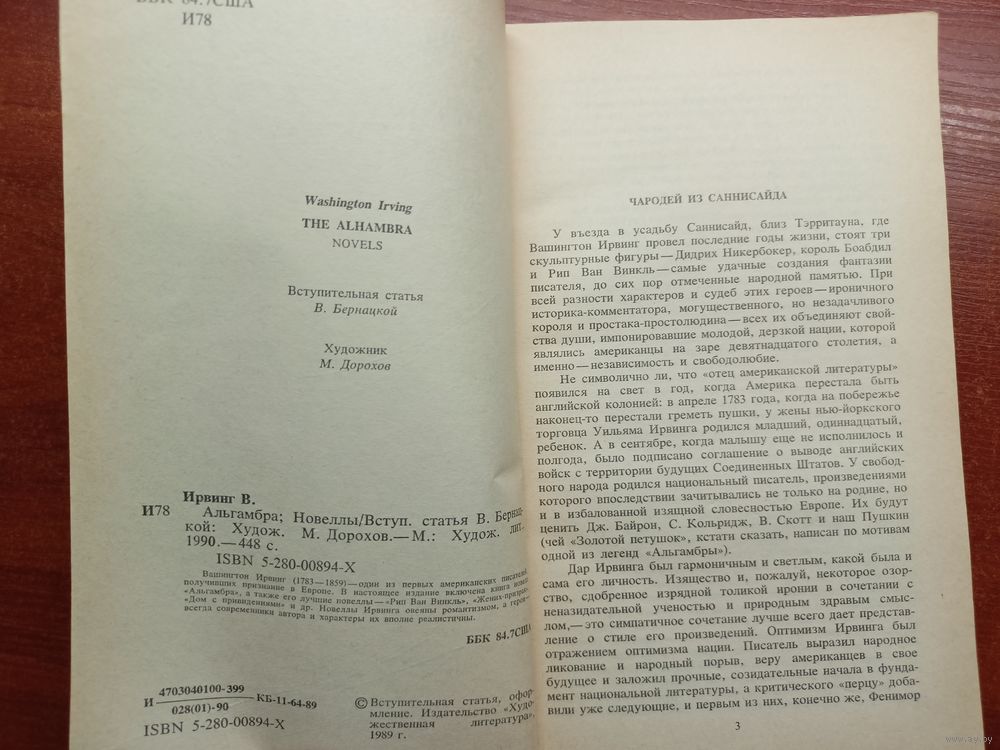 ББК 84.7США
И78
Washington Irving
THE ALHAMBRA
NOVELS
Вступительная статья
В. Бернацкой
Художник
М. Дорохов
Ирвинг В.
И78 Альгамбра; Новеллы/Вступ. статья В. Бернац-
кой: Худож. М. Дорохов.—М.: Худож. лит.
1990.—448 с.
ISBN 5-280-00894-X
Вашингтон Ирвинг (1783—1859)—один из первых американских писателей,
получивших признание в Европе. В настоящее издание включена книга новелл
«Альгамбра», а также его лучшие новеллы—«Рип Ван Винкль», «Жених-призрак»,
«Дом с привидениями» и др. Новеллы Ирвинга овеяны романтизмом, а герои—
всегда современники автора и характеры их вполне реалистичны.
ББК 84.7США
И 4703040100-399 КБ-11-64-89
028(01)-90
ISBN 5-280-00894-X
© Вступительная статья, офор-
мление. Издательство «Худо-
жественная литература»,
1989 г.
ЧАРОДЕЙ ИЗ САННИСАЙДА
У въезда в усадьбу Саннисайд, близ Тэрритауна, где
Вашингтон Ирвинг провел последние годы жизни, стоят три
скульптурные фигуры—Дидрих Никербокер, король Боабдил
и Рип Ван Винкль—самые удачные создания фантазии
писателя, до сих пор отмеченные народной памятью. При
всей разности характеров и судеб этих героев—ироничного
историка-комментатора, могущественного, но незадачливого
короля и простака-простолюдина—всех их объединяют свой-
ства души, импонировавшие молодой, дерзкой нации, которой
являлись американцы на заре девятнадцатого столетия, а
именно—независимость и свободолюбие.
Не символично ли, что «отец американской литературы»
появился на свет в год, когда Америка перестала быть
английской колонией: в апреле 1783 года, когда на побережье
наконец-то перестали греметь пушки, у жены нью-йоркского
торговца Уильяма Ирвинга родился младший, одиннадцатый,
ребенок. А в сентябре, когда малышу еще не исполнилось и
полгода, было подписано соглашение о выводе английских
войск с территории будущих Соединенных Штатов. У свобод-
ного народа родился национальный писатель, произведениями
которого впоследствии зачитывались не только на родине, но
и в избалованной изящной словесностью Европе. Их будут
ценить Дж. Байрон, С. Кольридж, В. Скотт и наш Пушкин
(чей «Золотой петушок», кстати сказать, написан по мотивам
одной из легенд «Альгамбры»).
Дар Ирвинга был гармоничным и светлым, какой была и
сама его личность. Изящество и, пожалуй, некоторое озор-
ство, сдобренное изрядной толикой иронии в сочетании с
неназидательной ученостью и природным здравым смыс-
лом,—это симпатичное сочетание лучше всего дает представ-
ление о стиле его произведений. Оптимизм Ирвинга был
отражением оптимизма нации. Писатель выразил народное
ликование и народный порыв, веру американцев в свое
будущее и заложил прочные, созидательные начала в фунда-
мент национальной литературы, а критического «перцу» доба-
вили уже следующие, и первым из них, конечно же, Фенимор
3
www.ay.by